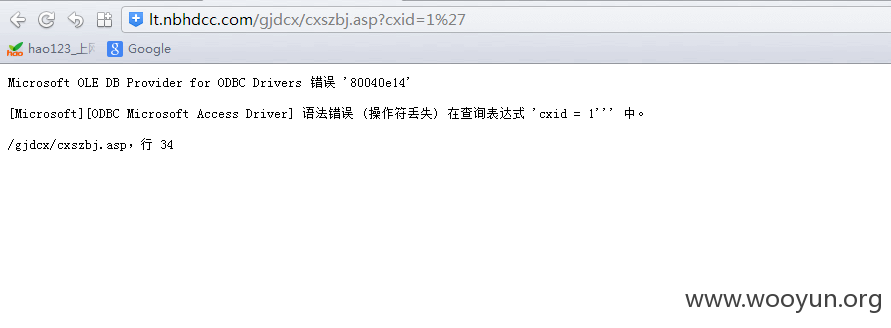 lt.nbhdcc.com/gjdcx/cxszbj.asp?cxid=1%27
hao123_上 Google
Microsoft OLE DB Provider for ODBC Drivers 错误 '80040e14'
[Microsoft][ODBC Microsoft Access Driver] 语法错误 (操作符丢失) 在查询表达式 'cxid = 1''' 中。
/gjdcx/cxszbj.asp，行 34
www.wooyun.org